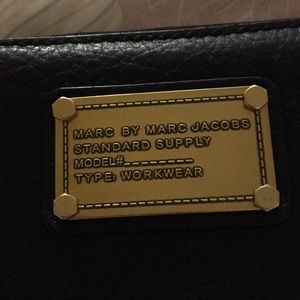 MARC BY MARC JACOBS
STANDARD SUPPLY
MODEL#
TYPE: WORKWEAR